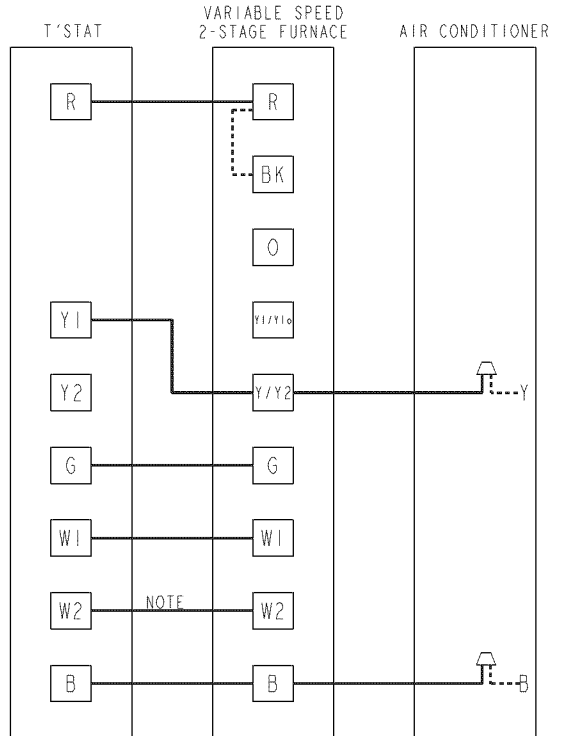 VARIABLE SPEED
T'STAT 2-STAGE FURNACE AIR CONDITIONER
R R
BK
O
Y1 Y1/Y1o
Y2 Y/Y2 Y
G G
W1 W1
W2 NOTE W2
B B B